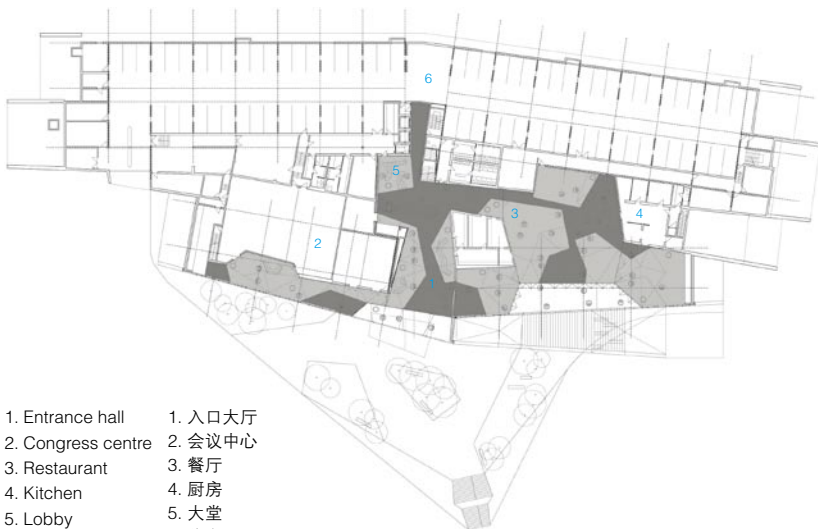 6
5
3
4
2
1
1. Entrance hall
2. Congress centre
3. Restaurant
4. Kitchen
5. Lobby
1. 入口大厅
2. 会议中心
3. 餐厅
4. 厨房
5. 大堂